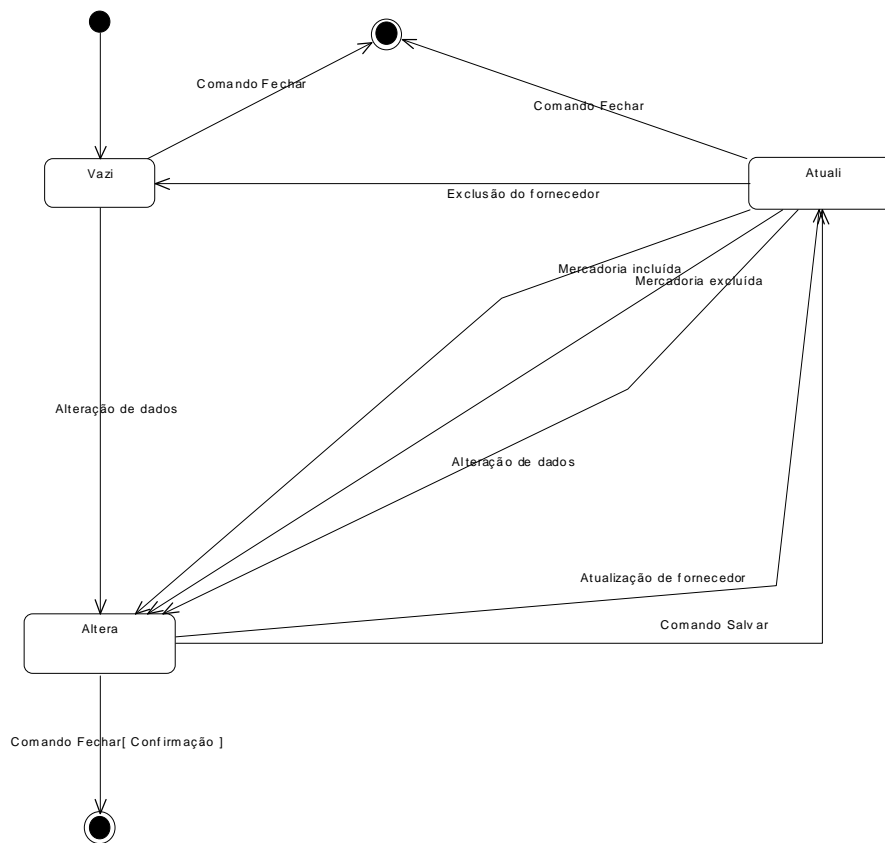 Comando Fechar
Comando Fechar
Vazi
Atuali
Exclusão do fornecedor
Mercadoria incluída
Mercadoria excluída
Alteração de dados
Alteração de dados
Atualização de fornecedor
Comando Salvar
Altera
Comando Fechar[ Confirmação ]